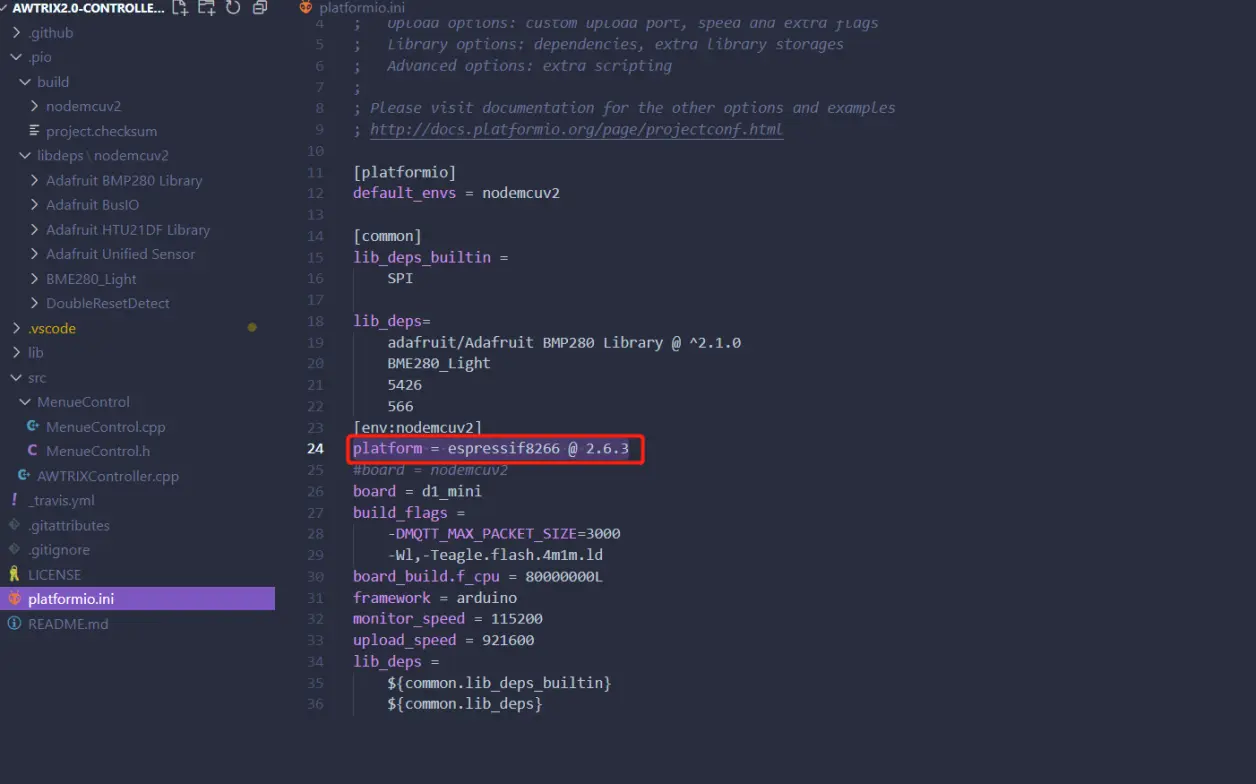 AWTRIX2.0-CONTROLLE...
.github
.pio
build
nodemcuv2
project.checksum
libdeps \ nodemcuv2
Adafruit BMP280 Library
Adafruit BusIO
Adafruit HTU21DF Library
Adafruit Unified Sensor
BME280_Light
DoubleResetDetect
.vscode
lib
src
MenueControl
MenueControl.cpp
MenueControl.h
AWTRIXController.cpp
_travis.yml
.gitattributes
.gitignore
LICENSE
platformio.ini
README.md
platformio.ini
4 ;   Upload options: custom upload port, speed and extra flags
5 ;   Library options: dependencies, extra library storages
6 ;   Advanced options: extra scripting
7 ;
8 ; Please visit documentation for the other options and examples
9 ; http://docs.platformio.org/page/projectconf.html
10
11 [platformio]
12 default_envs = nodemcuv2
13
14 [common]
15 lib_deps_builtin =
16     SPI
17
18 lib_deps=
19     adafruit/Adafruit BMP280 Library @ ^2.1.0
20     BME280_Light
21     5426
22     566
23 [env:nodemcuv2]
24 platform = espressif8266 @ 2.6.3
25 #board = nodemcuv2
26 board = d1_mini
27 build_flags =
28     -DMQTT_MAX_PACKET_SIZE=3000
29     -Wl,-Teagle.flash.4m1m.ld
30 board_build.f_cpu = 80000000L
31 framework = arduino
32 monitor_speed = 115200
33 upload_speed = 921600
34 lib_deps =
35     ${common.lib_deps_builtin}
36     ${common.lib_deps}